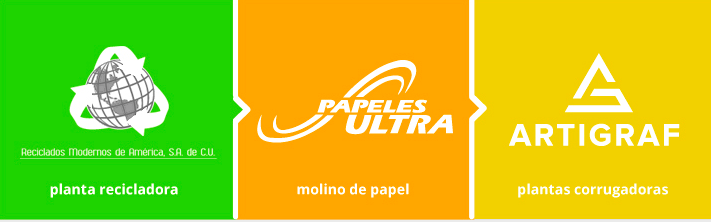 Reciclados Modernos de América, S.A. de C.V.
planta recicladora
PAPELES
ULTRA
molino de papel
ARTIGRAF
plantas corrugadoras